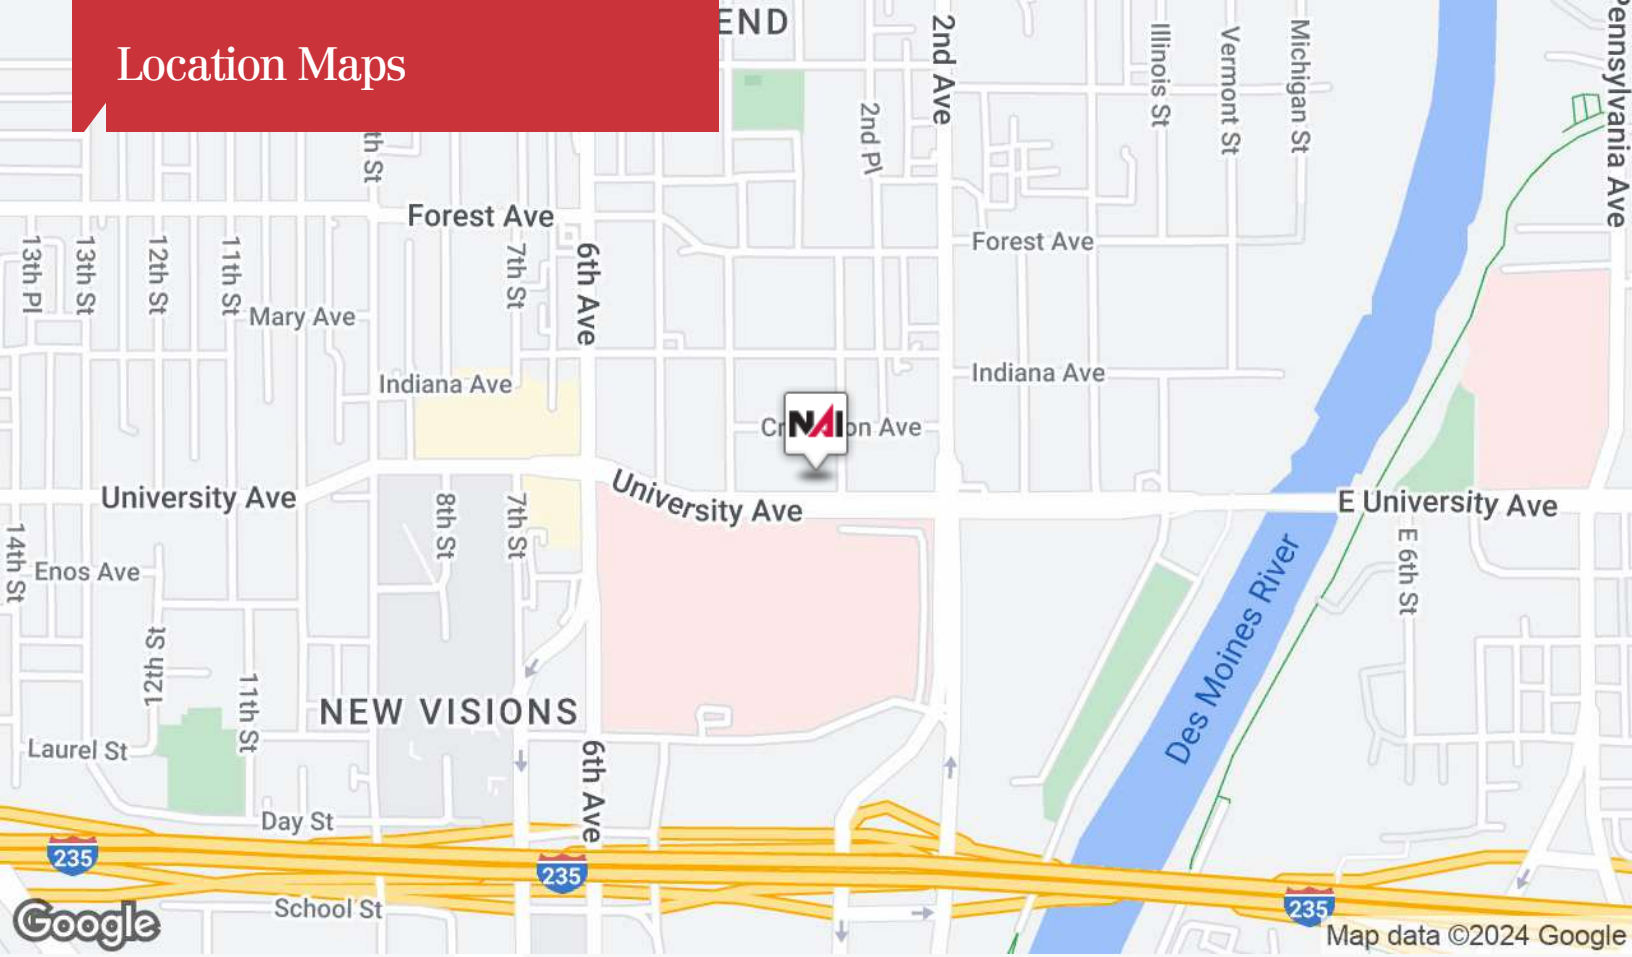 Location Maps
END
2nd Ave
2nd Pl
Illinois St
Vermont St
Michigan St
Pennsylvania Ave
th St
Forest Ave
Forest Ave
13th Pl
13th St
12th St
11th St
7th St
6th Ave
Mary Ave
Indiana Ave
Indiana Ave
NAI
Cr
on Ave
University Ave
University Ave
E University Ave
14th St
8th St
7th St
E 6th St
Enos Ave
Des Moines River
12th St
11th St
NEW VISIONS
Laurel St
6th Ave
Day St
235
235
235
School St
Google
Map data ©2024 Google